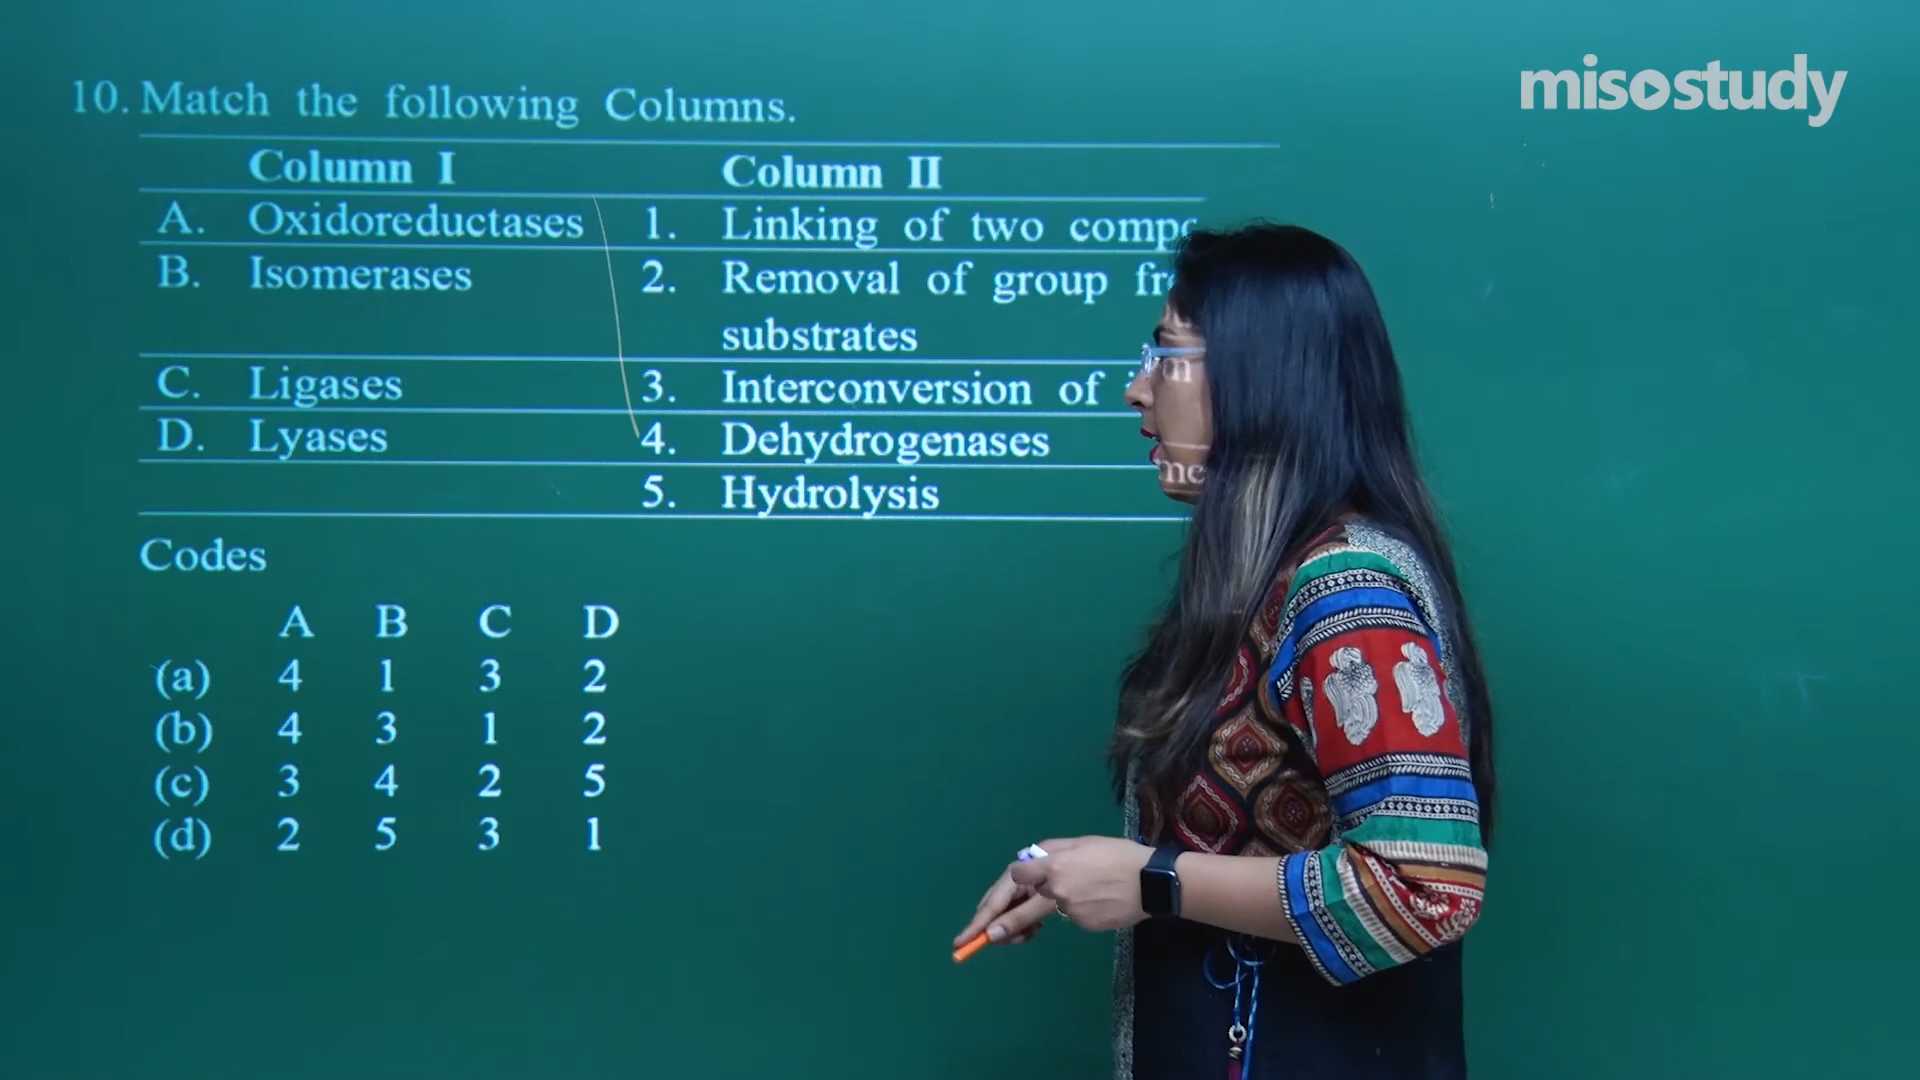 misostudy
10. Match the following Columns.
Column I Column II
A. Oxidoreductases 1. Linking of two
B. Isomerases 2. Removal of group
substrates
C. Ligases 3. Interconversion of
D. Lyases 4. Dehydrogenases
5. Hydrolysis
Codes
A B C D
(a) 4 1 3 2
(b) 4 3 1 2
(c) 3 4 2 5
(d) 2 5 3 1